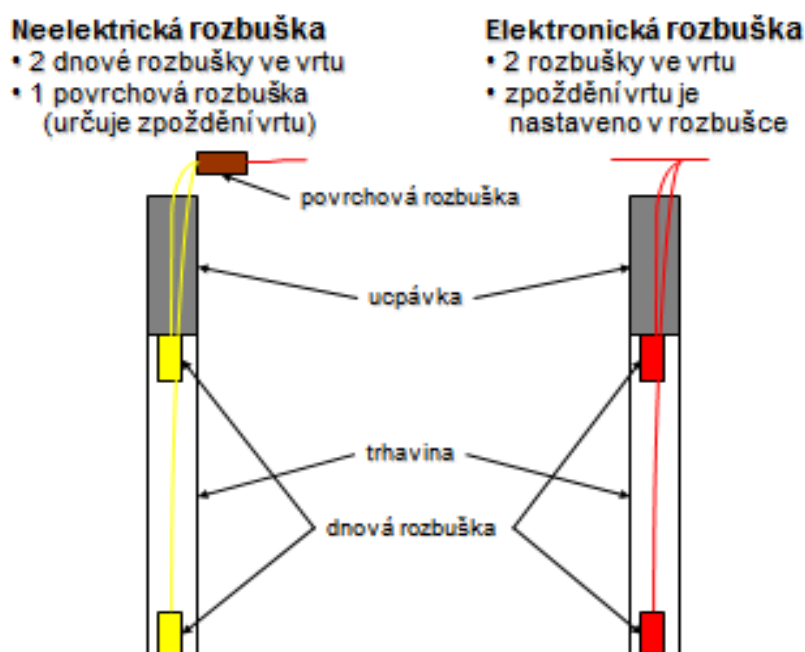 Neelektrická rozbuška
• 2 dnové rozbušky ve vrtu
• 1 povrchová rozbuška
(určuje zpoždění vrtu)
Elektronická rozbuška
• 2 rozbušky ve vrtu
• zpoždění vrtu je
nastaveno v rozbušce
povrchová rozbuška
ucpávka
trhavina
dnová rozbuška